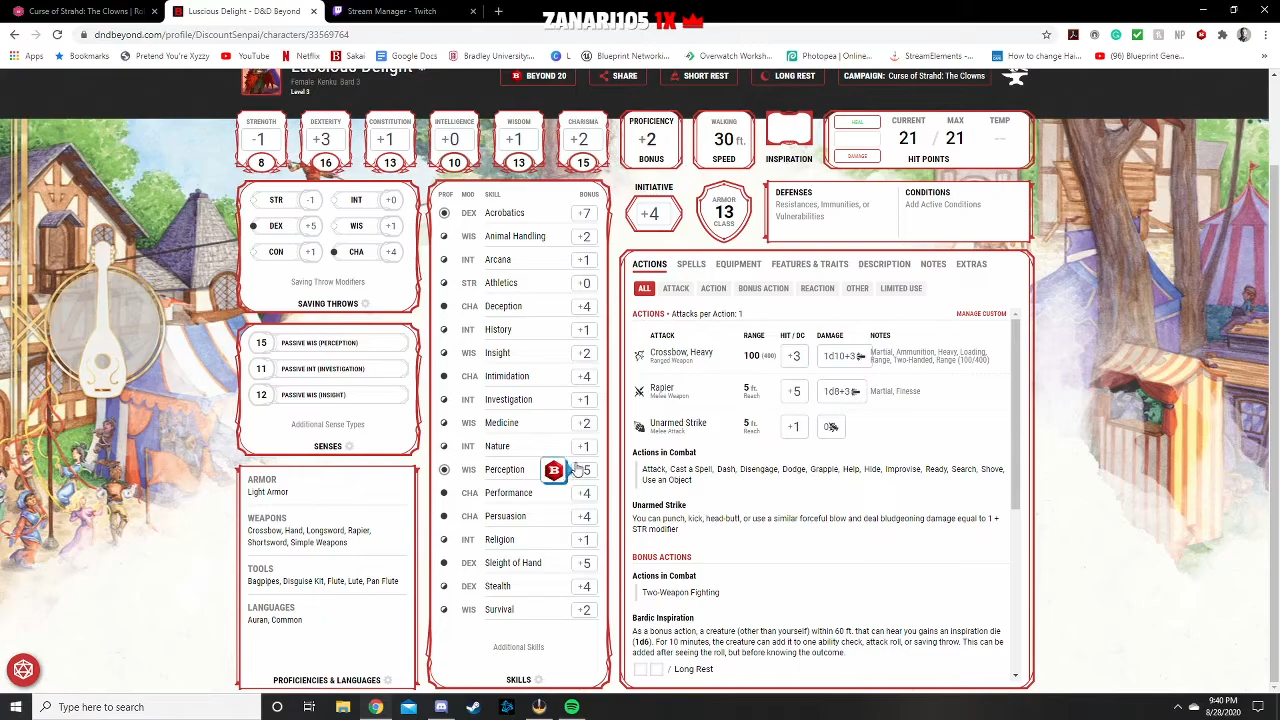 Curse of Strahd: The Clowns | Ro
Luscious Delight - D&D Beyond
Stream Manager - Twitch
ZANARI105 1X
dndbeyond.com/profile/Discountenpai/characters/33569764
NP
Apps
Bookmarks
Pretend You're Xyzzy
Netflix
YouTube
Sakai
Google Docs
Bradley University:...
Blueprint Networki...
Overwatch Worksh...
Photopea | Online...
StreamElements -...
How to change Hai...
(96) Blueprint Gene...
Luscious Delight
Female Kenku Bard 3
Level 3
BEYOND 20
SHARE
SHORT REST
LONG REST
CAMPAIGN: Curse of Strahd: The Clowns
STRENGTH
-1
8
DEXTERITY
+3
16
CONSTITUTION
+1
13
INTELLIGENCE
+0
10
WISDOM
+1
13
CHARISMA
+2
15
PROFICIENCY
+2
BONUS
WALKING
30 ft.
SPEED
INSPIRATION
HEAL
DAMAGE
CURRENT MAX TEMP
21 / 21 --
HIT POINTS
STR -1
INT +0
DEX +5
WIS +1
CON +1
CHA +4
Saving Throw Modifiers
SAVING THROWS
15 PASSIVE WIS (PERCEPTION)
11 PASSIVE INT (INVESTIGATION)
12 PASSIVE WIS (INSIGHT)
Additional Sense Types
SENSES
ARMOR
Light Armor
WEAPONS
Crossbow, Hand, Longsword, Rapier,
Shortsword, Simple Weapons
TOOLS
Bagpipes, Disguise Kit, Flute, Lute, Pan Flute
LANGUAGES
Auran, Common
PROFICIENCIES & LANGUAGES
PROF MOD SKILL BONUS
DEX Acrobatics +7
WIS Animal Handling +2
INT Arcana +1
STR Athletics +0
CHA Deception +4
INT History +1
WIS Insight +2
CHA Intimidation +4
INT Investigation +1
WIS Medicine +2
INT Nature +1
WIS Perception +5
CHA Performance +4
CHA Persuasion +4
INT Religion +1
DEX Sleight of Hand +5
DEX Stealth +4
WIS Survival +2
Additional Skills
SKILLS
INITIATIVE
+4
ARMOR
13
CLASS
DEFENSES
Resistances, Immunities, or
Vulnerabilities
CONDITIONS
Add Active Conditions
ACTIONS SPELLS EQUIPMENT FEATURES & TRAITS DESCRIPTION NOTES EXTRAS
ALL ATTACK ACTION BONUS ACTION REACTION OTHER LIMITED USE
ACTIONS • Attacks per Action: 1
MANAGE CUSTOM
ATTACK RANGE HIT / DC DAMAGE NOTES
Crossbow, Heavy
Ranged Weapon
100 (400)
+3
1d10+3
Martial, Ammunition, Heavy, Loading,
Range, Two-Handed, Range (100/400)
Rapier
Melee Weapon
5 ft.
Reach
+5
1d8+3
Martial, Finesse
Unarmed Strike
Melee Attack
5 ft.
Reach
+1
0
Actions in Combat
Attack, Cast a Spell, Dash, Disengage, Dodge, Grapple, Help, Hide, Improvise, Ready, Search, Shove,
Use an Object
Unarmed Strike
You can punch, kick, head-butt, or use a similar forceful blow and deal bludgeoning damage equal to 1 +
STR modifier
BONUS ACTIONS
Actions in Combat
Two-Weapon Fighting
Bardic Inspiration
As a bonus action, a creature (other than yourself) within 60 ft. that can hear you gains an inspiration die
(1d6). For 10 minutes, the creature can add it to one ability check, attack roll, or saving throw. This can be
added after seeing the roll, but before knowing the outcome.
/ Long Rest
Type here to search
9:40 PM
8/28/2020